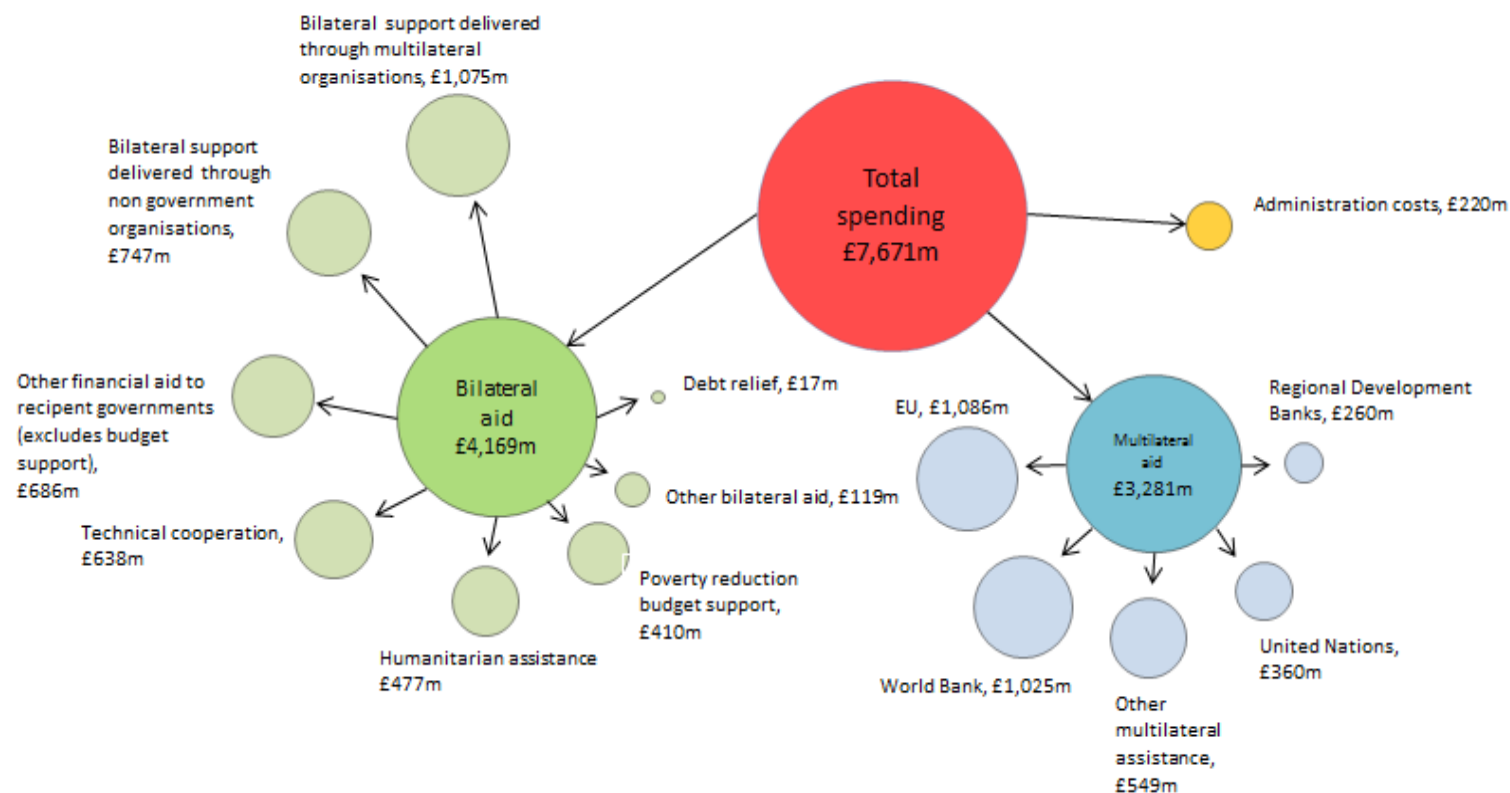 Bilateral support delivered
through multilateral
organisations, £1,075m
Bilateral support
delivered through
non government
organisations,
£747m
Other financial aid to
recipent governments
(excludes budget
support),
£686m
Technical cooperation,
£638m
Humanitarian assistance
£477m
Poverty reduction
budget support,
£410m
Other bilateral aid, £119m
Debt relief, £17m
Bilateral
aid
£4,169m
Total
spending
£7,671m
Administration costs, £220m
Multilateral
aid
£3,281m
EU, £1,086m
World Bank, £1,025m
Other
multilateral
assistance,
£549m
United Nations,
£360m
Regional Development
Banks, £260m